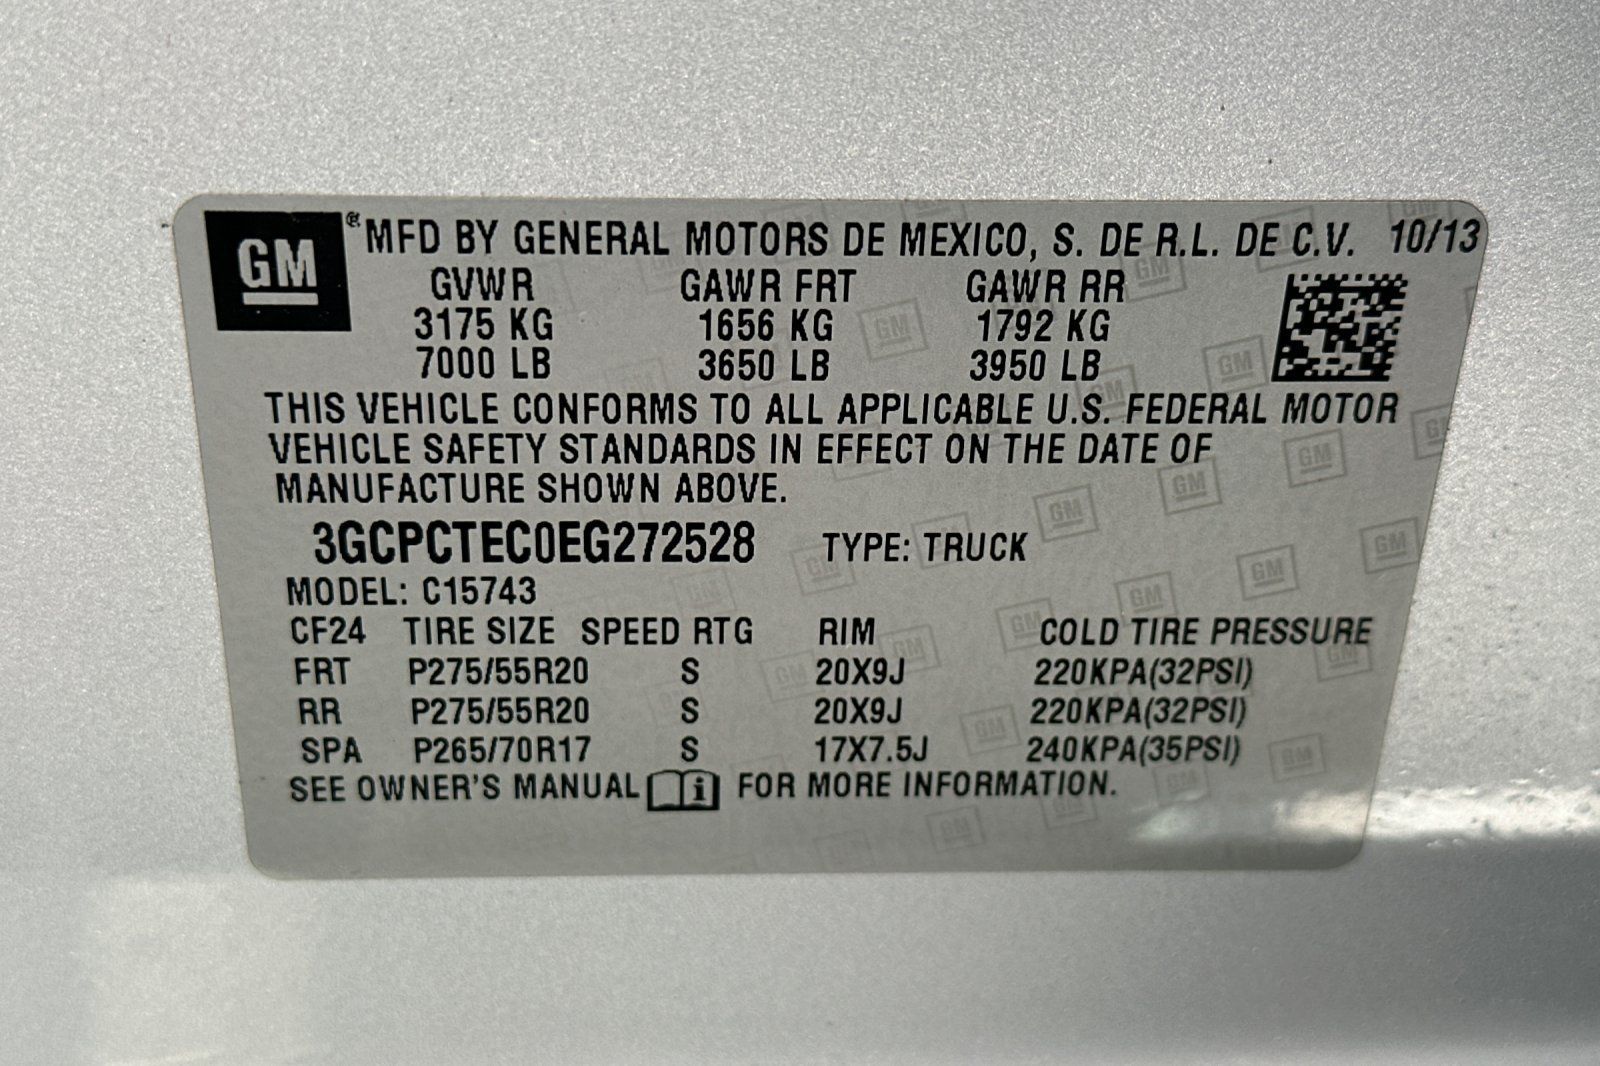 GM ® MFD BY GENERAL MOTORS DE MEXICO, S. DE R.L. DE C.V. 10/13
GVWR GAWR FRT GAWR RR
3175 KG 1656 KG 1792 KG
7000 LB 3650 LB 3950 LB
THIS VEHICLE CONFORMS TO ALL APPLICABLE U.S. FEDERAL MOTOR
VEHICLE SAFETY STANDARDS IN EFFECT ON THE DATE OF
MANUFACTURE SHOWN ABOVE.
3GCPCTEC0EG272528 TYPE: TRUCK
MODEL: C15743
CF24 TIRE SIZE SPEED RTG RIM COLD TIRE PRESSURE
FRT P275/55R20 S 20X9J 220KPA(32PSI)
RR P275/55R20 S 20X9J 220KPA(32PSI)
SPA P265/70R17 S 17X7.5J 240KPA(35PSI)
SEE OWNER'S MANUAL i FOR MORE INFORMATION.